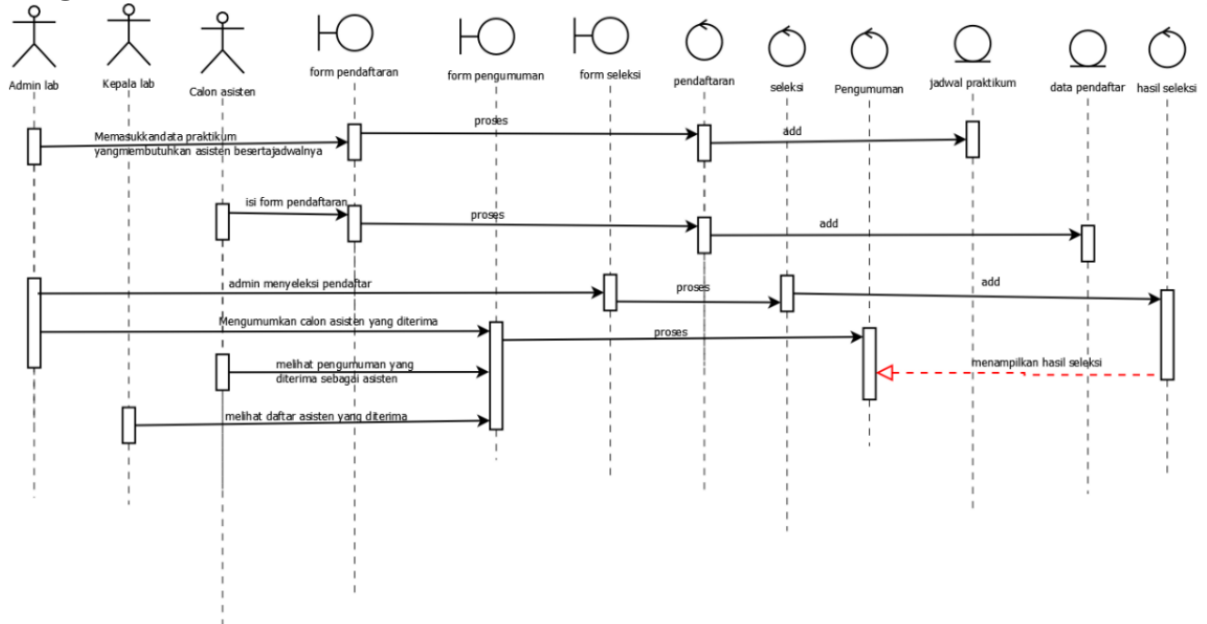 Admin lab
Kepala lab
Calon asisten
form pendaftaran
form pengumuman
form seleksi
pendaftaran
seleksi
Pengumuman
jadwal praktikum
data pendaftar
hasil seleksi
Memasukkandata praktikum
yangmembutuhkan asisten besertajadwalnya
proses
add
isi form pendaftaran
proses
add
admin menyeleksi pendaftar
proses
add
Mengumumkan calon asisten yang diterima
proses
melihat pengumuman yang
diterima sebagai asisten
menampilkan hasil seleksi
melihat daftar asisten yang diterima